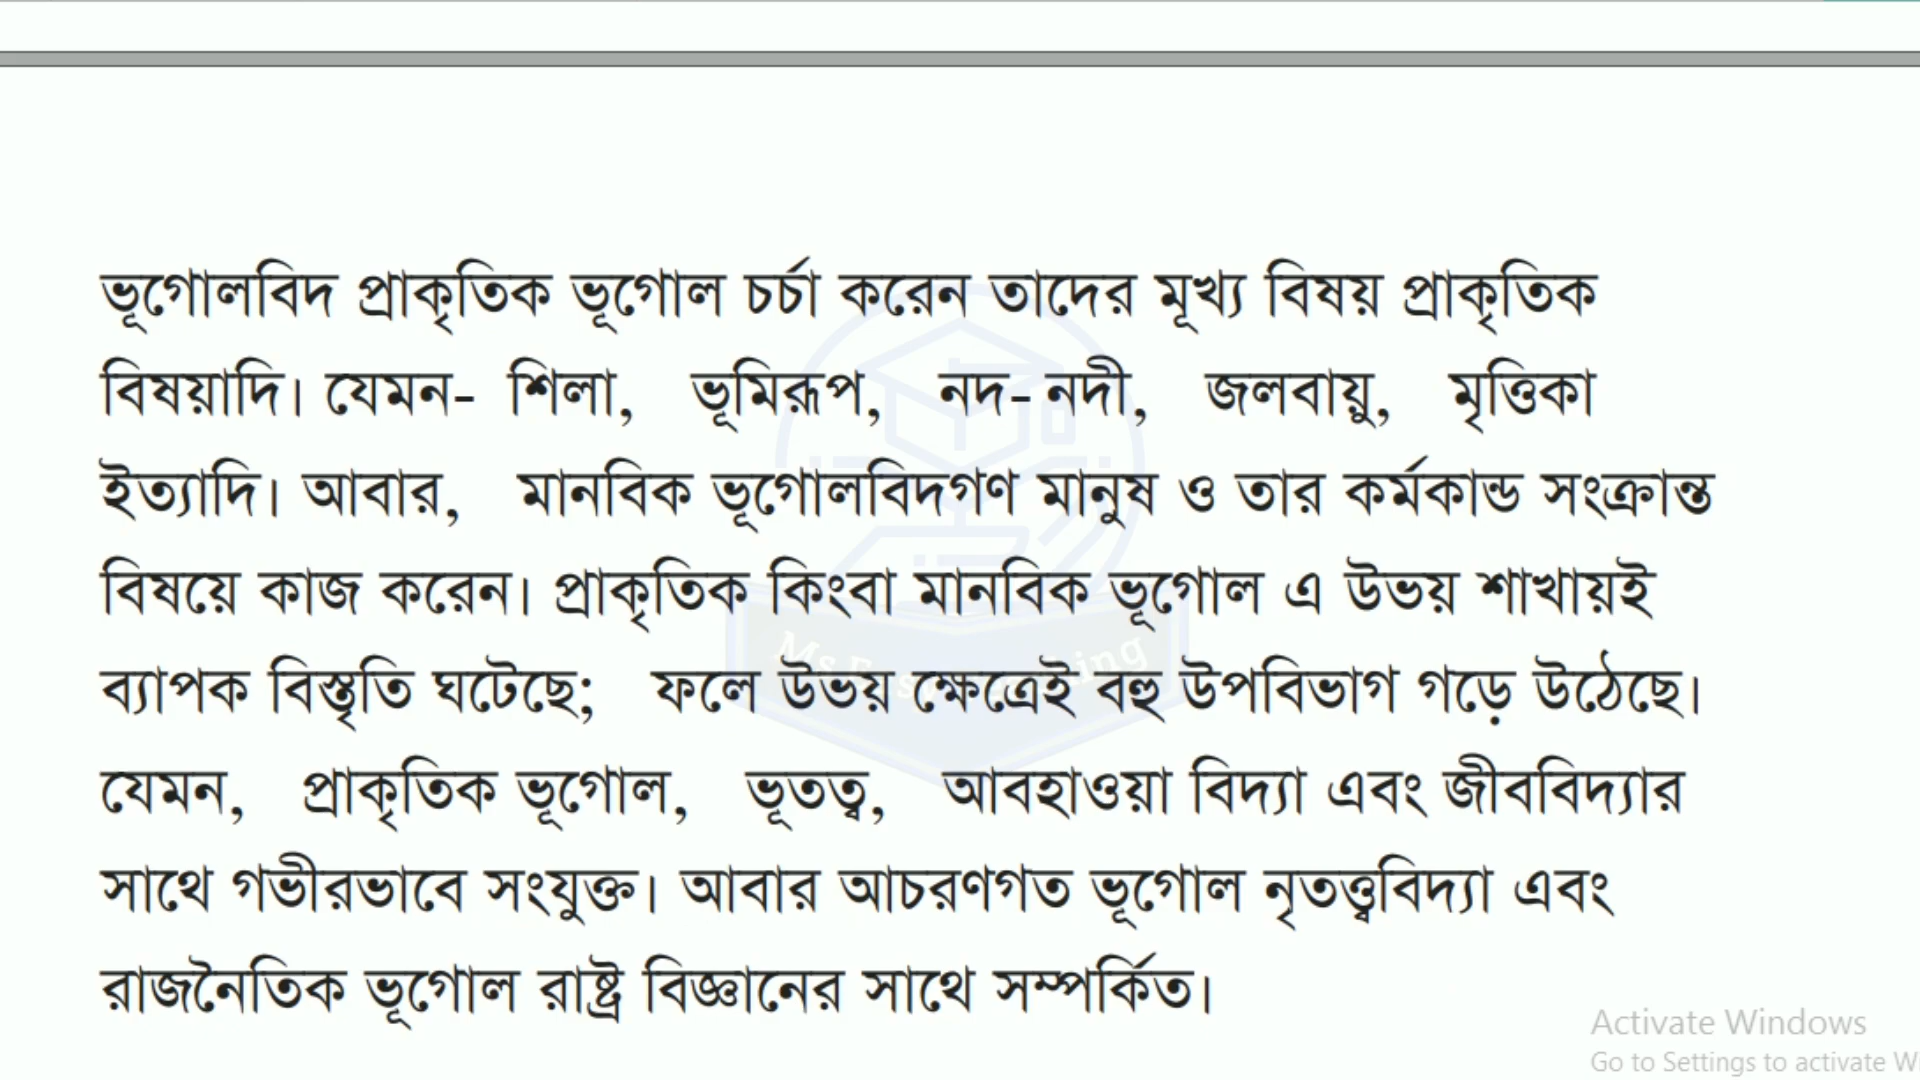 ভূগোলবিদ প্রাকৃতিক ভূগোল চর্চা করেন তাদের মূখ্য বিষয় প্রাকৃতিক
বিষয়াদি। যেমন- শিলা, ভূমিরূপ, নদ-নদী, জলবায়ু, মৃত্তিকা
ইত্যাদি। আবার, মানবিক ভূগোলবিদগণ মানুষ ও তার কর্মকান্ড সংক্রান্ত
বিষয়ে কাজ করেন। প্রাকৃতিক কিংবা মানবিক ভূগোল এ উভয় শাখায়ই
ব্যাপক বিস্তৃতি ঘটেছে; ফলে উভয় ক্ষেত্রেই বহু উপবিভাগ গড়ে উঠেছে।
যেমন, প্রাকৃতিক ভূগোল, ভূতত্ব, আবহাওয়া বিদ্যা এবং জীববিদ্যার
সাথে গভীরভাবে সংযুক্ত। আবার আচরণগত ভূগোল নৃতত্ত্ববিদ্যা এবং
রাজনৈতিক ভূগোল রাষ্ট্র বিজ্ঞানের সাথে সম্পর্কিত।
Activate Windows
Go to Settings to activate W